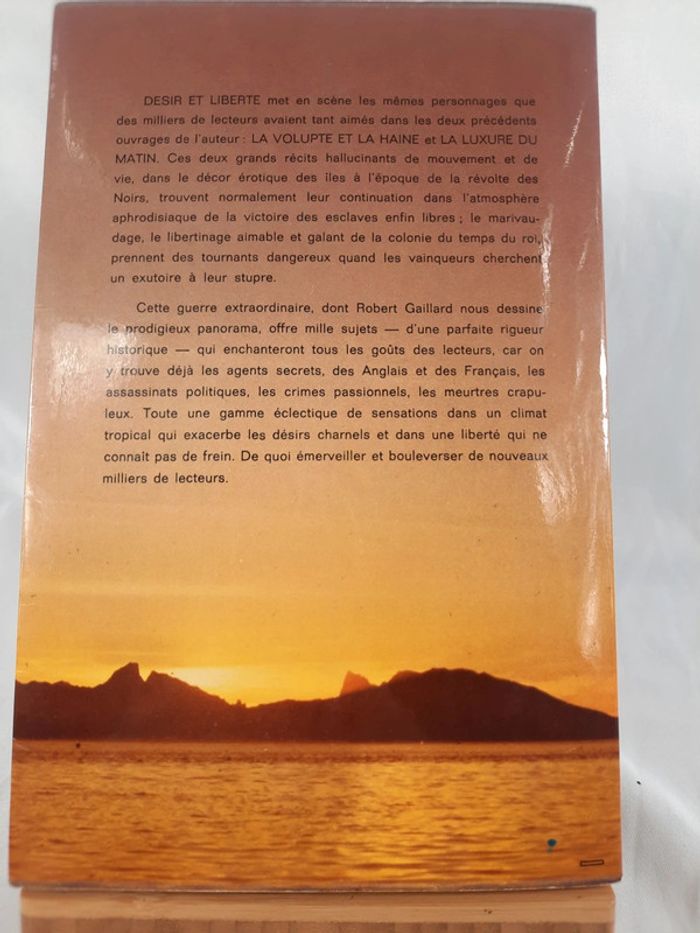 DESIR ET LIBERTE met en scène les mêmes personnages que
des milliers de lecteurs avaient tant aimés dans les deux précédents
ouvrages de l'auteur : LA VOLUPTE ET LA HAINE et LA LUXURE DU
MATIN. Ces deux grands récits hallucinants de mouvement et de
vie, dans le décor érotique des îles à l'époque de la révolte des
Noirs, trouvent normalement leur continuation dans l'atmosphère
aphrodisiaque de la victoire des esclaves enfin libres ; le marivau-
dage, le libertinage aimable et galant de la colonie du temps du roi,
prennent des tournants dangereux quand les vainqueurs cherchent
un exutoire à leur stupre.
Cette guerre extraordinaire, dont Robert Gaillard nous dessine
le prodigieux panorama, offre mille sujets — d'une parfaite rigueur
historique — qui enchanteront tous les goûts des lecteurs, car on
y trouve déjà les agents secrets, des Anglais et des Français, les
assassinats politiques, les crimes passionnels, les meurtres crapu-
leux. Toute une gamme éclectique de sensations dans un climat
tropical qui exacerbe les désirs charnels et dans une liberté qui ne
connaît pas de frein. De quoi émerveiller et bouleverser de nouveaux
milliers de lecteurs.